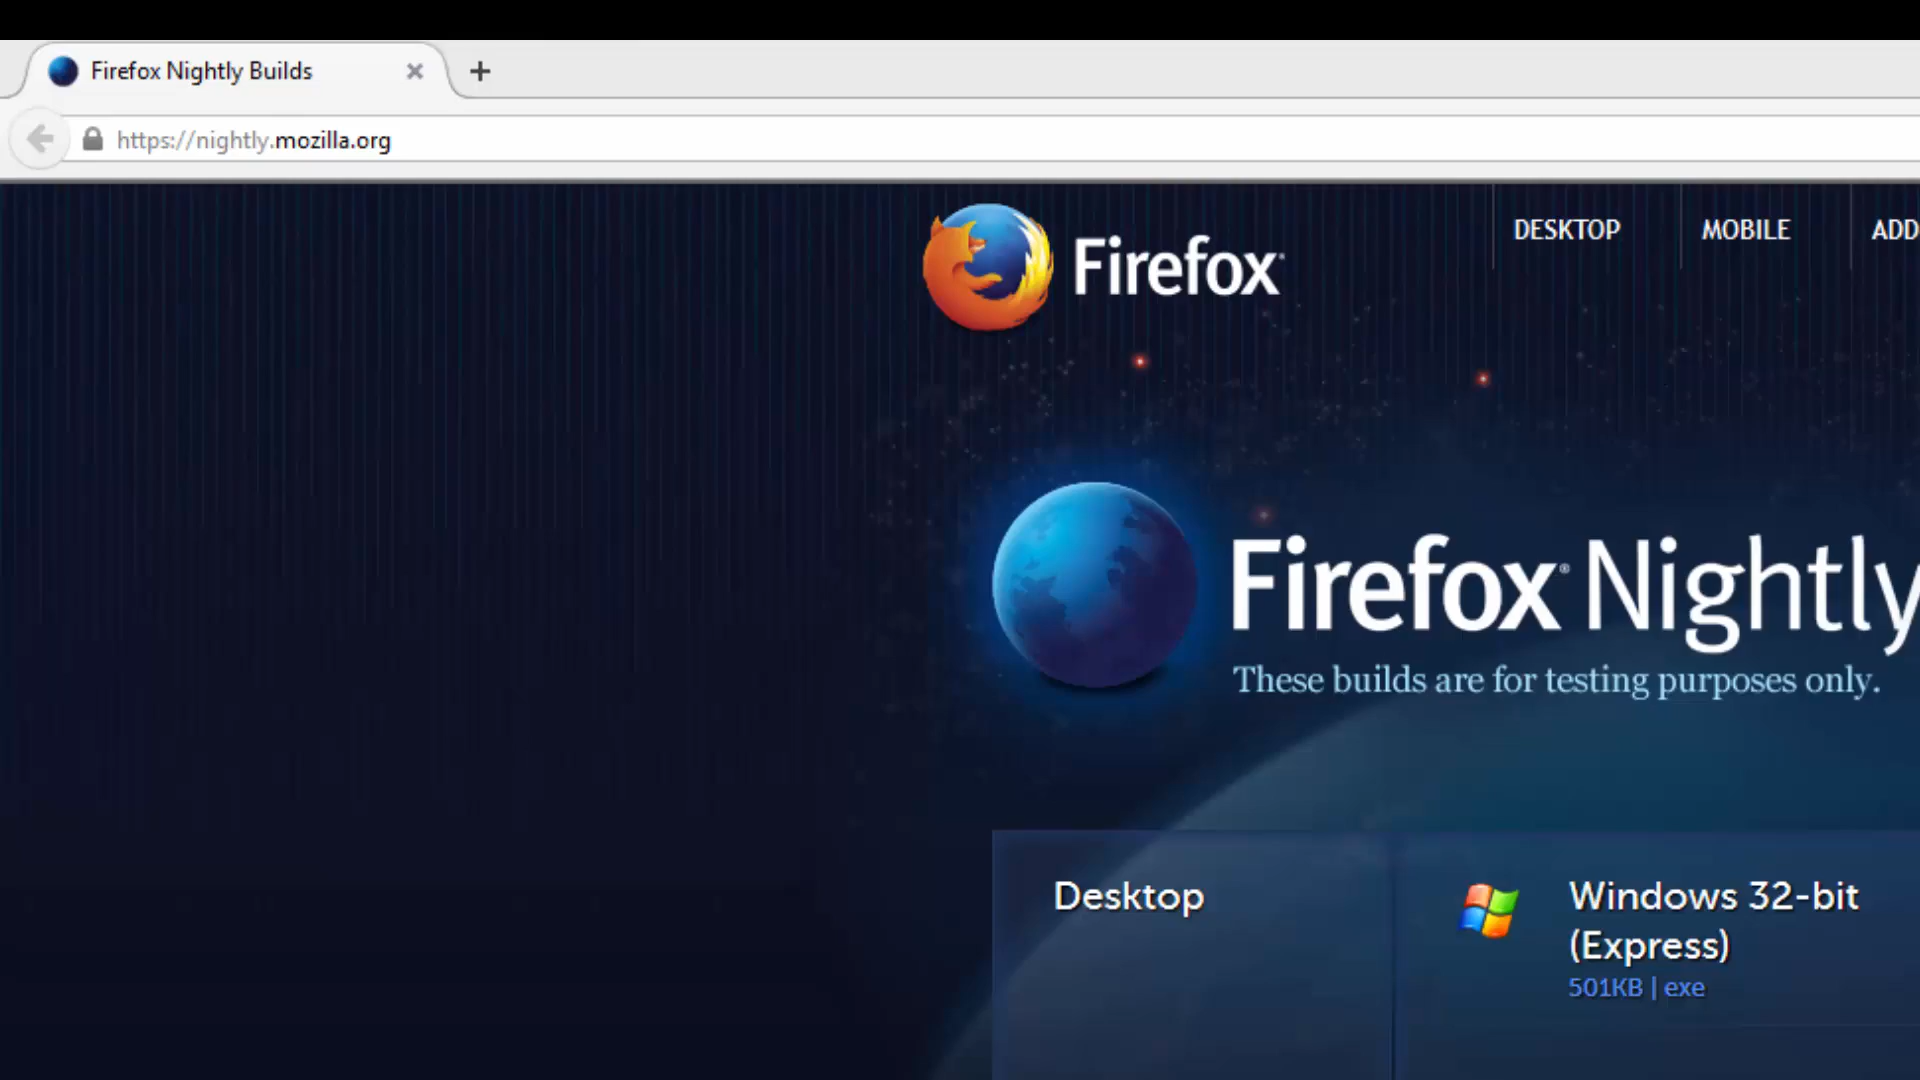 Firefox Nightly Builds
https://nightly.mozilla.org
Firefox
DESKTOP
MOBILE
ADD
Firefox Nightly
These builds are for testing purposes only.
Desktop
Windows 32-bit
(Express)
501KB | exe